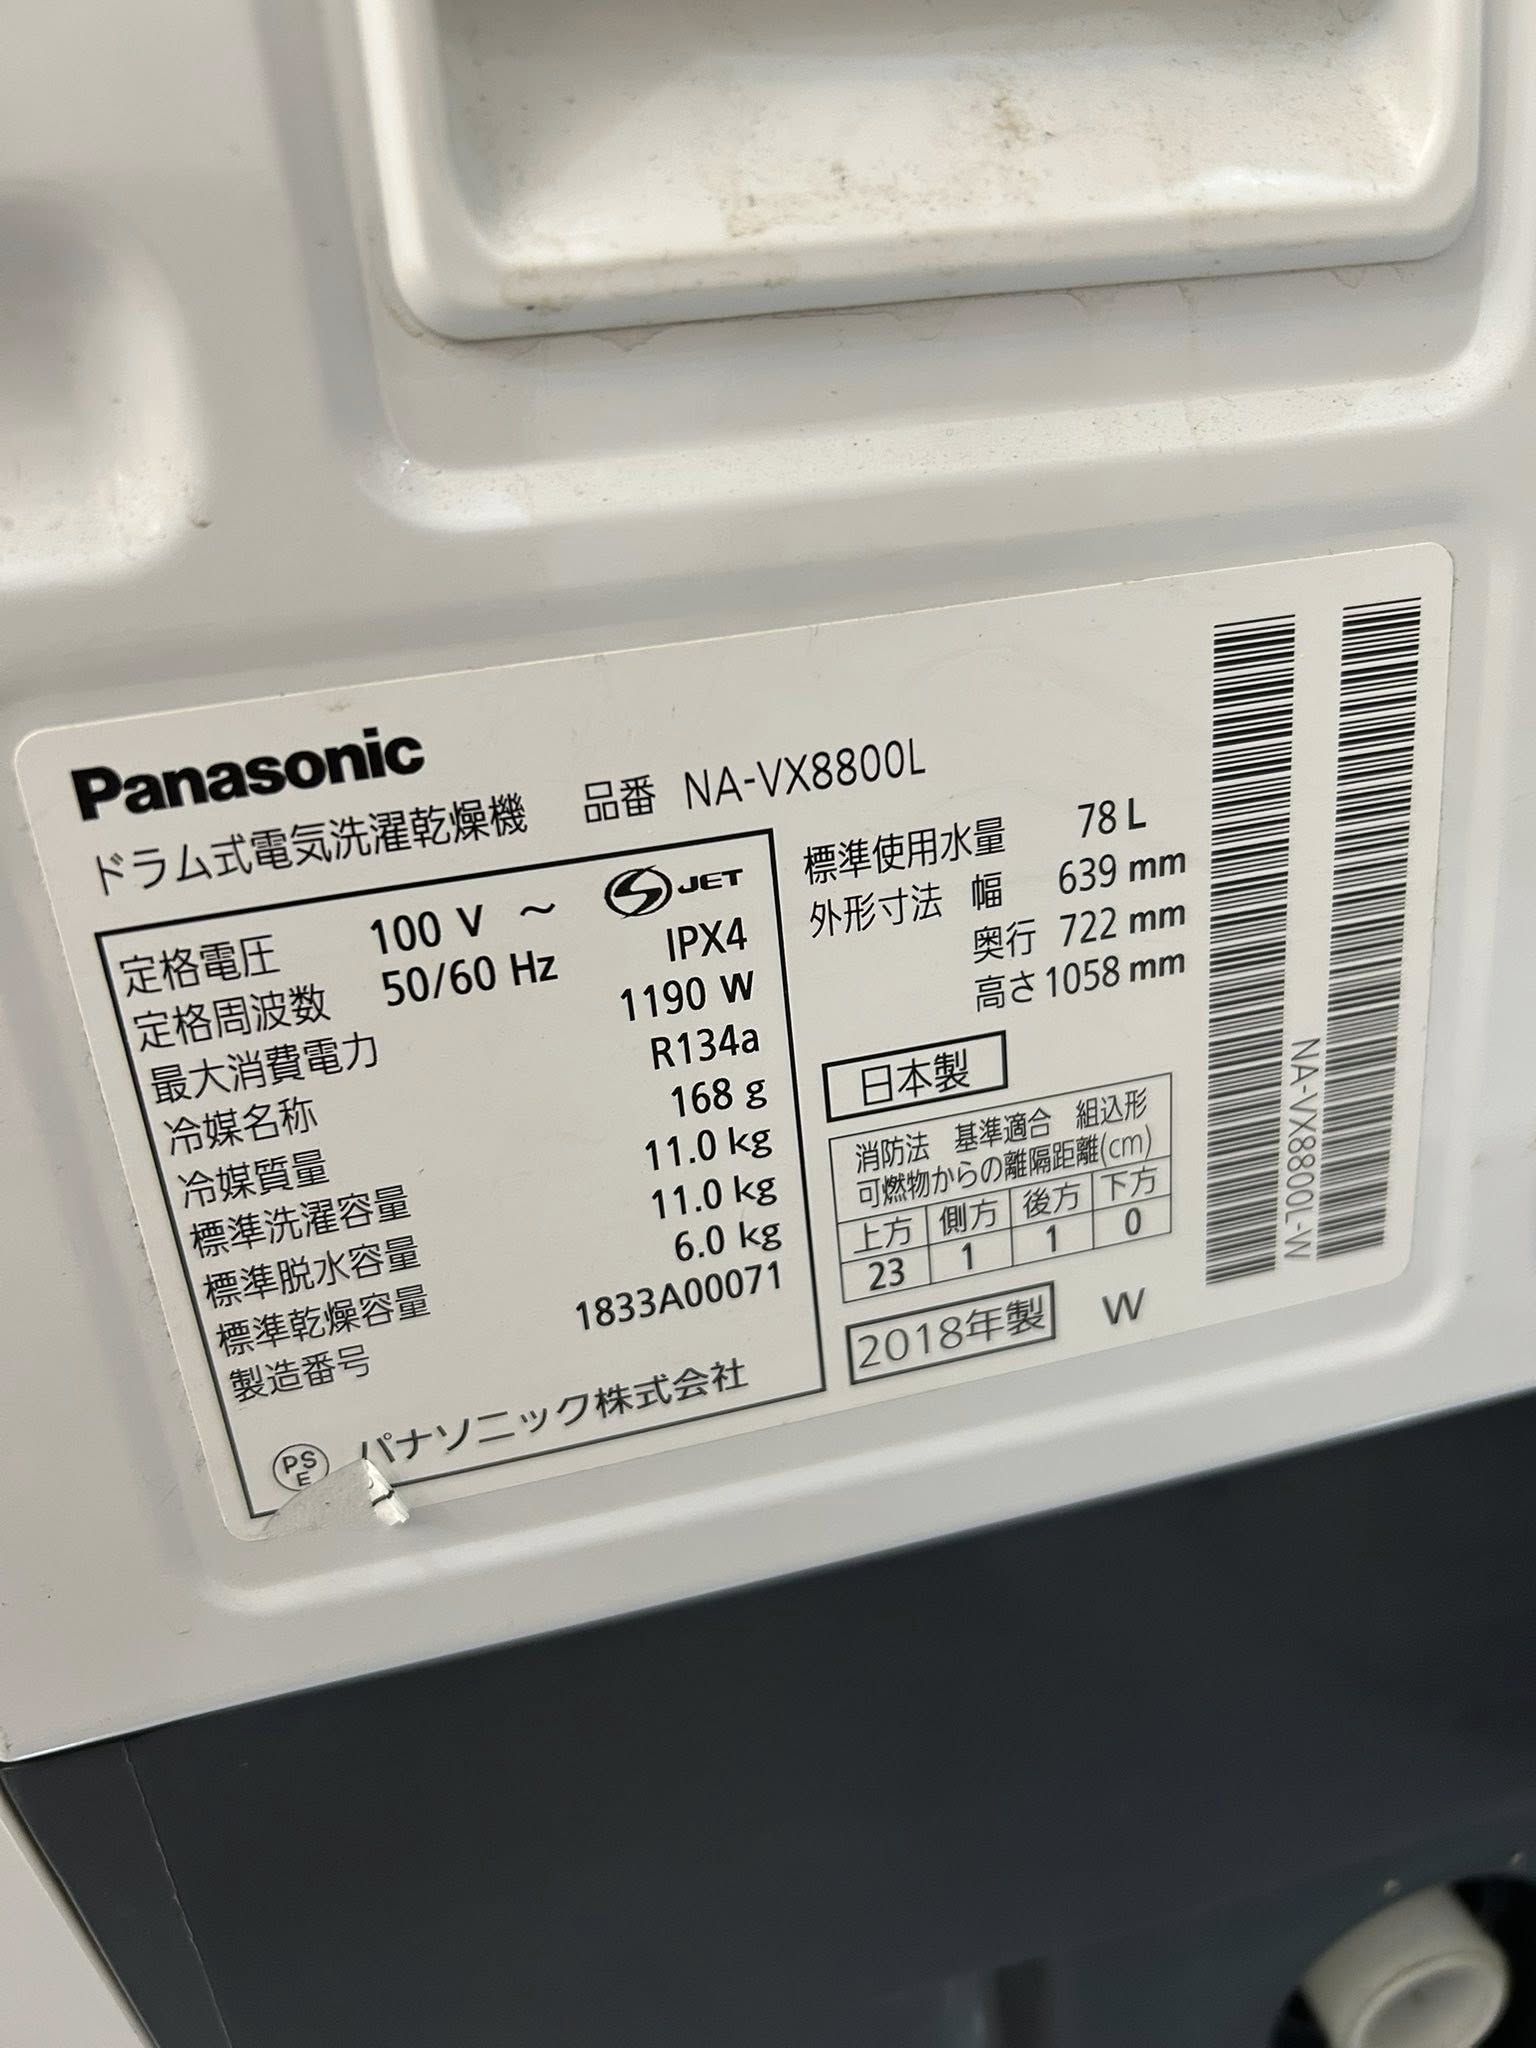 Panasonic
ドラム式電気洗濯乾燥機 品番 NA-VX8800L
定格電圧 100 V ～ S JET
定格周波数 50/60 Hz IPX4
最大消費電力 1190 W
冷媒名称 R134a
冷媒質量 168 g
標準洗濯容量 11.0 kg
標準脱水容量 11.0 kg
標準乾燥容量 6.0 kg
製造番号 1833A00071
PS
E
パナソニック株式会社
標準使用水量 78 L
外形寸法 幅 639 mm
奥行 722 mm
高さ 1058 mm
日本製
消防法 基準適合 組込形
可燃物からの離隔距離(cm)
上方 側方 後方 下方
23 1 1 0
2018年製 W
NA-VX8800L-W